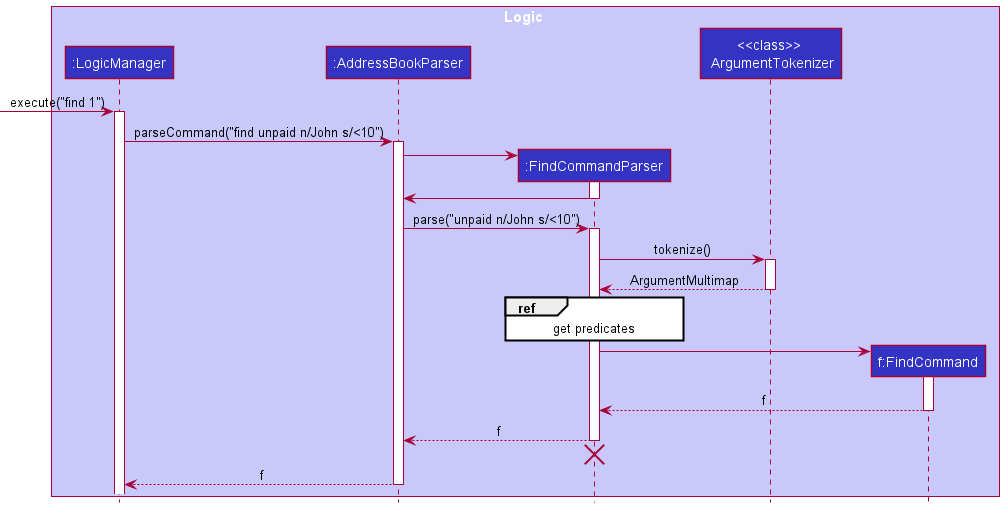 Logic
<<class>>
:LogicManager
:AddressBookParser
ArgumentTokenizer
execute("find 1")
parseCommand("find unpaid n/John s/<10")
:FindCommandParser
parse("unpaid n/John s/<10")
tokenize()
ArgumentMultimap
ref
get predicates
f:FindCommand
f
f
f